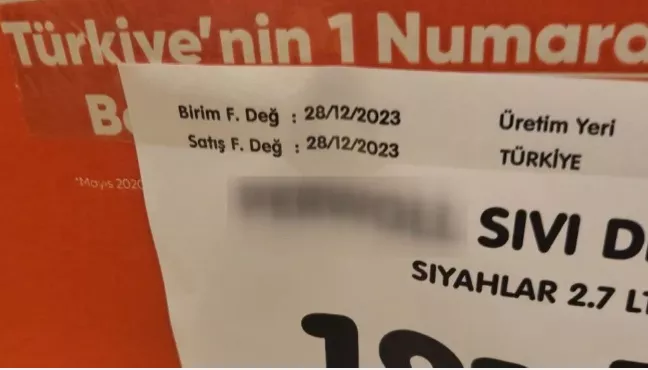 Türkiye'nin 1 Numara
Birim F. Değ : 28/12/2023
Satış F. Değ : 28/12/2023
Üretim Yeri
TÜRKİYE
*Mayıs 2020
SIVI
SIYAHLAR 2.7